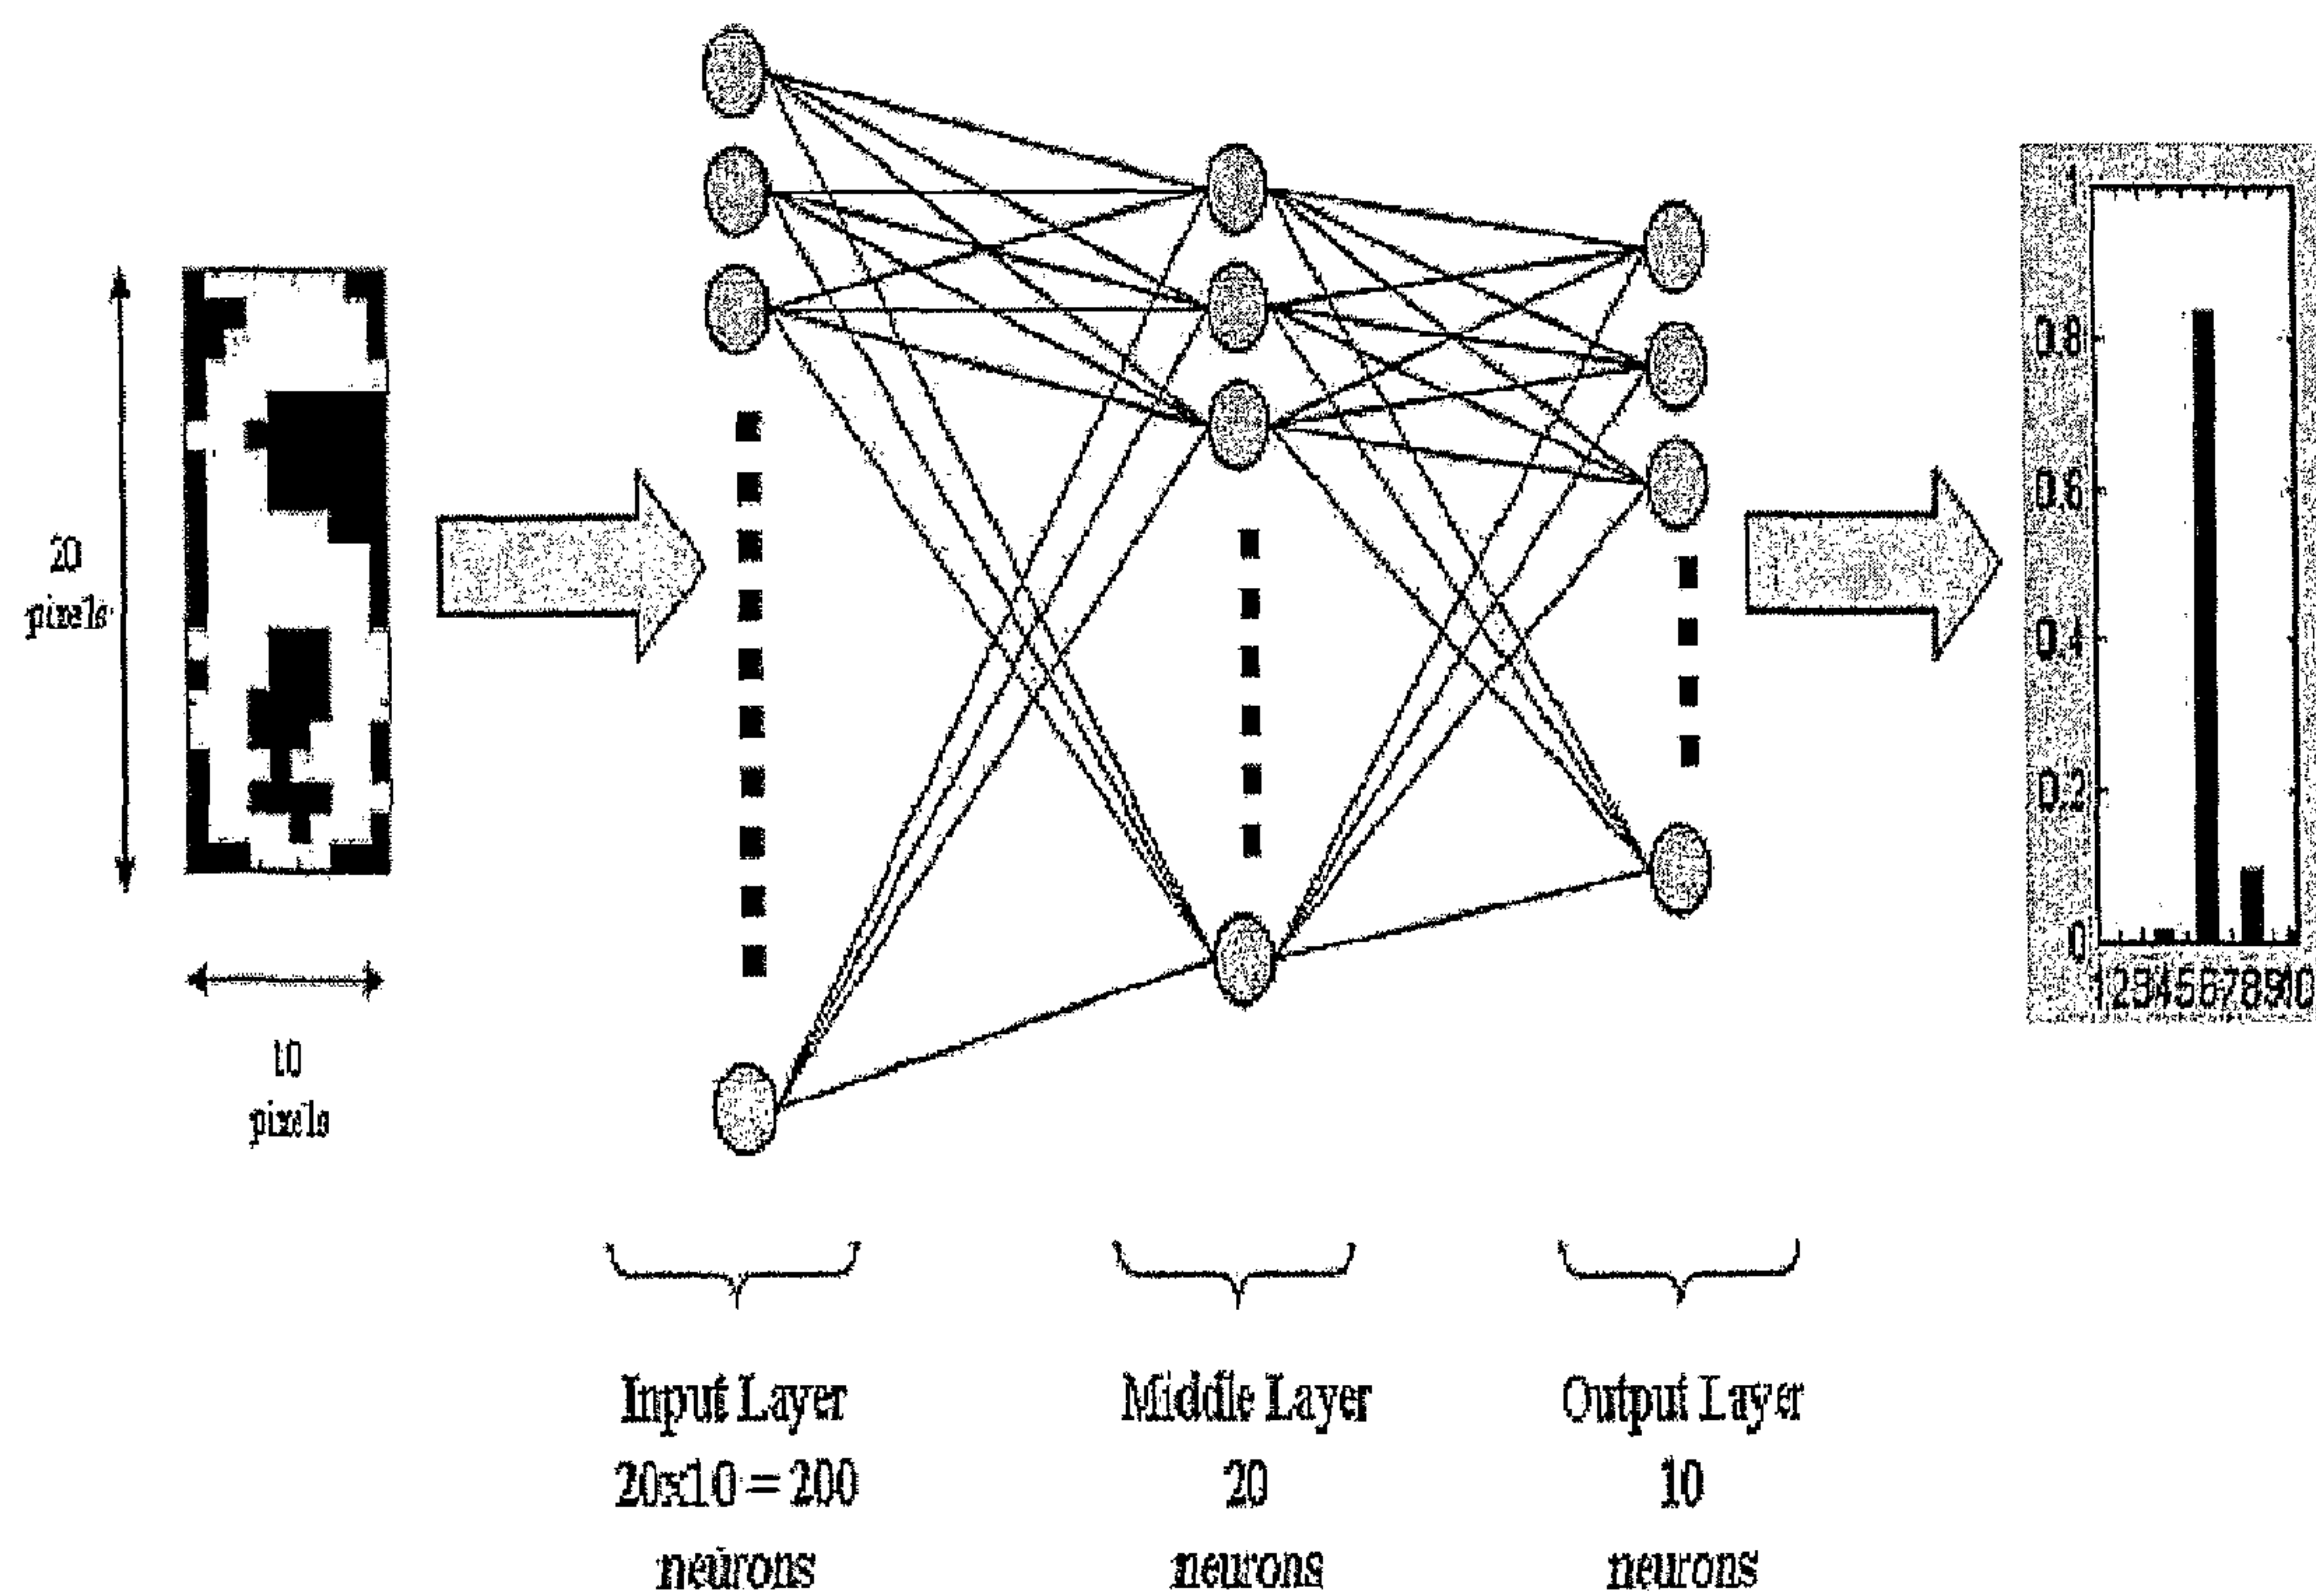 20
pixels
10
pixels
1
0.8
0.6
0.4
0.2
0
12345678910
Input Layer
20x10 = 200
neurons
Middle Layer
20
neurons
Output Layer
10
neurons